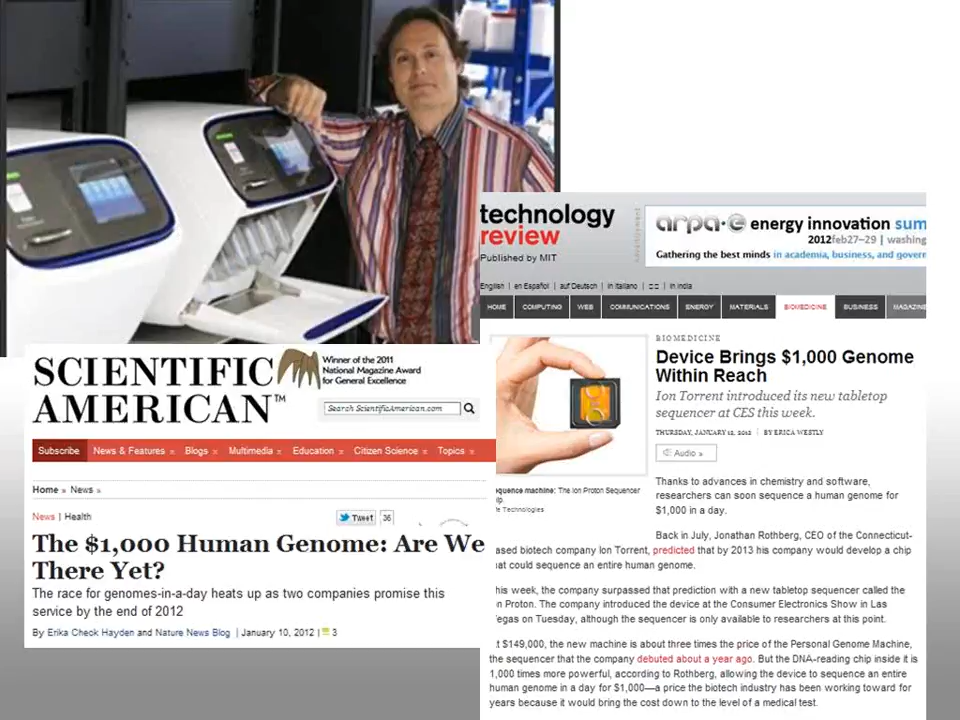 technology
review
Published by MIT
arpa·e energy innovation sum
2012feb27–29 | washing
Gathering the best minds in academia, business, and govern
English | en Español | auf Deutsch | in Italiano | | in India
HOME COMPUTING WEB COMMUNICATIONS ENERGY MATERIALS BIOMEDICINE BUSINESS MAGAZINE
BIOMEDICINE
Device Brings $1,000 Genome
Within Reach
Ion Torrent introduced its new tabletop
sequencer at CES this week.
THURSDAY, JANUARY 12, 2012 | BY ERICA WESTLY
Audio »
equence machine: The Ion Proton Sequencer
fe Technologies
Thanks to advances in chemistry and software,
researchers can soon sequence a human genome for
$1,000 in a day.
Back in July, Jonathan Rothberg, CEO of the Connecticut-
ased biotech company Ion Torrent, predicted that by 2013 his company would develop a chip
hat could sequence an entire human genome.
his week, the company surpassed that prediction with a new tabletop sequencer called the
on Proton. The company introduced the device at the Consumer Electronics Show in Las
egas on Tuesday, although the sequencer is only available to researchers at this point.
t $149,000, the new machine is about three times the price of the Personal Genome Machine,
the sequencer that the company debuted about a year ago. But the DNA-reading chip inside it is
1,000 times more powerful, according to Rothberg, allowing the device to sequence an entire
human genome in a day for $1,000—a price the biotech industry has been working toward for
years because it would bring the cost down to the level of a medical test.
SCIENTIFIC
AMERICAN™
Winner of the 2011
National Magazine Award
for General Excellence
Search ScientificAmerican.com
Subscribe News & Features Blogs Multimedia Education Citizen Science Topics
Home » News »
News | Health
Tweet 36
The $1,000 Human Genome: Are We
There Yet?
The race for genomes-in-a-day heats up as two companies promise this
service by the end of 2012
By Erika Check Hayden and Nature News Blog | January 10, 2012 | 3